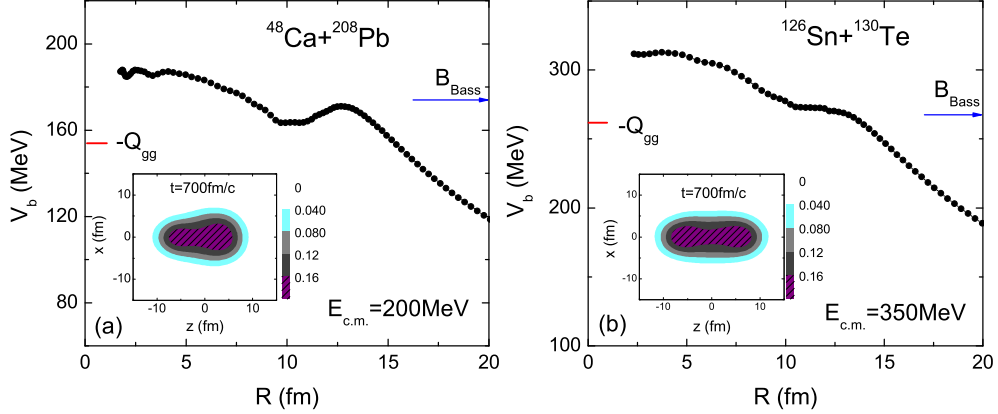 ⁴⁸Ca+²⁰⁸Pb
V_b (MeV)
200
160
120
80
60
B_Bass
-Q_gg
t=700fm/c
x (fm)
10
0
-10
-10 0 10
z (fm)
0
0.040
0.080
0.12
0.16
(a)
E_c.m.=200MeV
0 5 10 15 20
R (fm)
¹²⁶Sn+¹³⁰Te
V_b (MeV)
300
200
100
B_Bass
-Q_gg
t=700fm/c
x (fm)
10
0
-10
-10 0 10
z (fm)
0
0.040
0.080
0.12
0.16
(b)
E_c.m.=350MeV
0 5 10 15 20
R (fm)